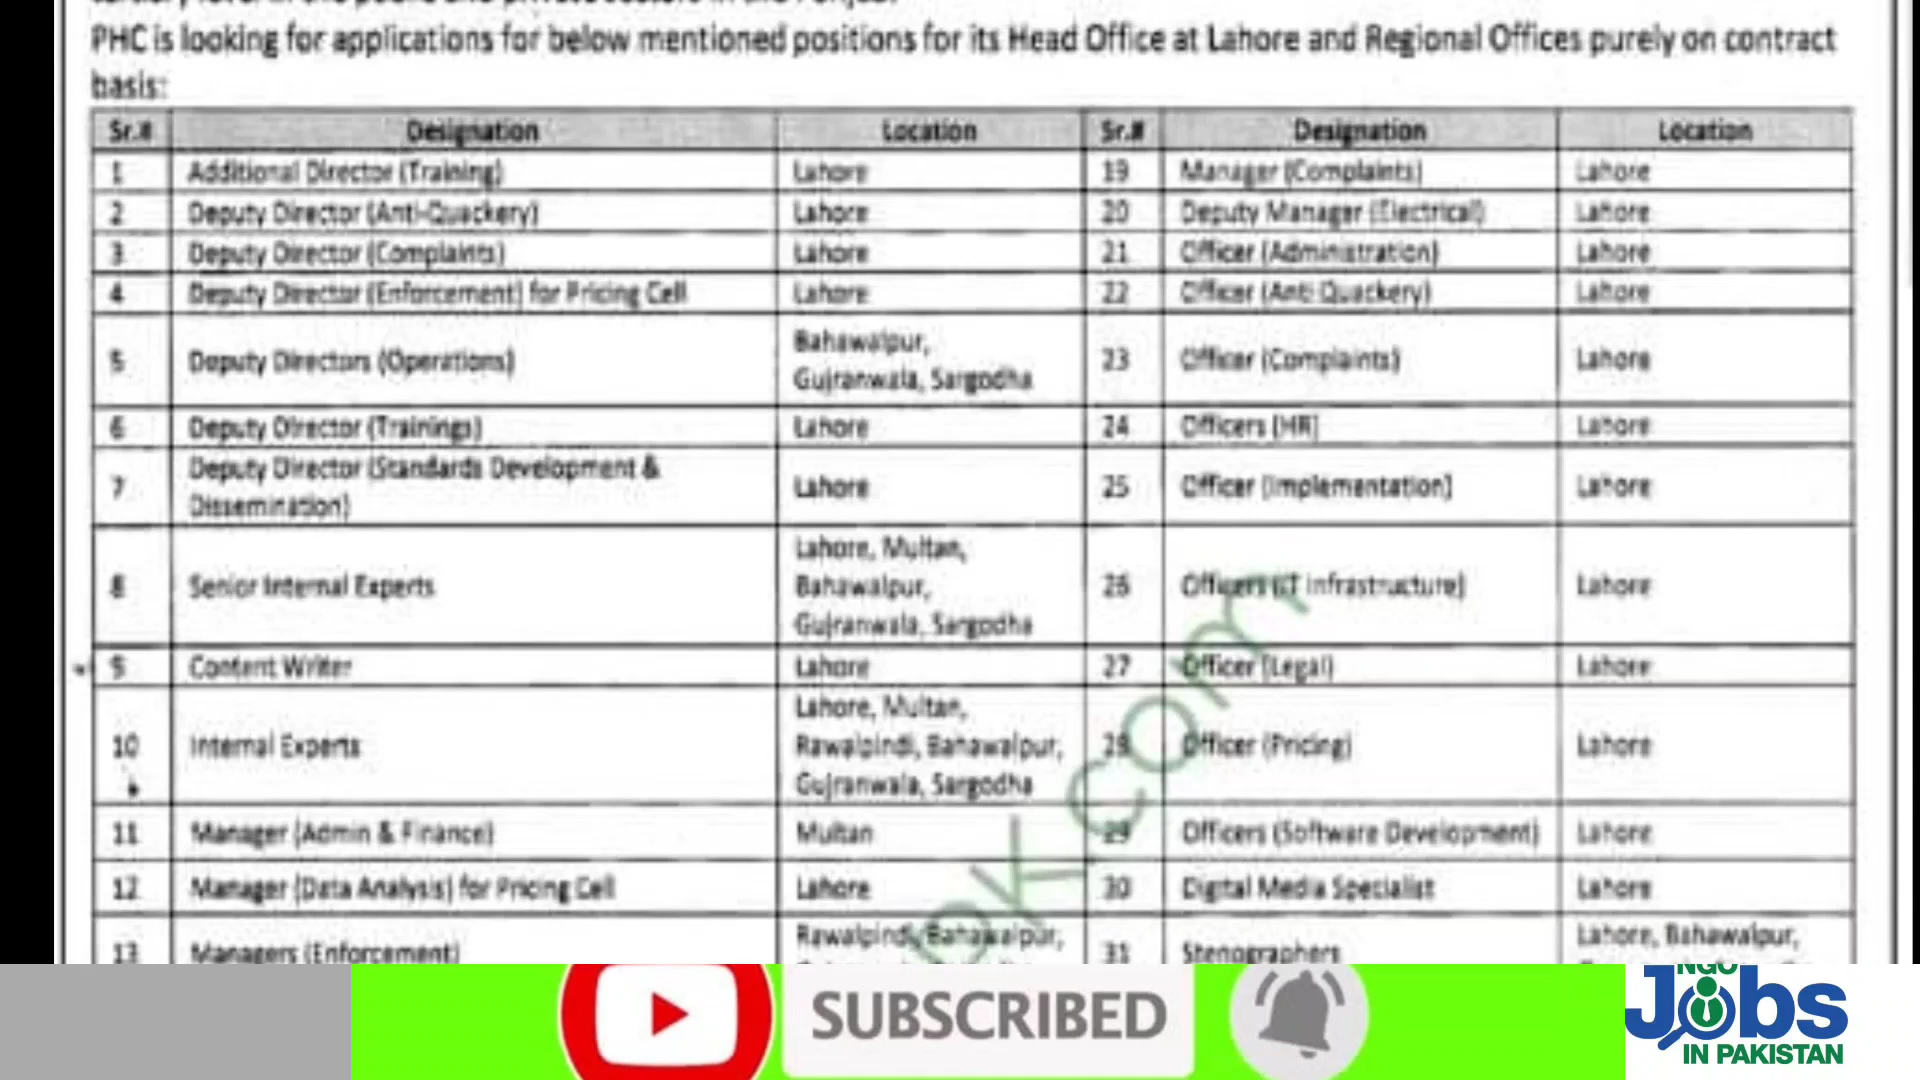 PHC is looking for applications for below mentioned positions for its Head Office at Lahore and Regional Offices purely on contract
basis:
Sr.# Designation Location Sr.# Designation Location
1 Additional Director (Training) Lahore 19 Manager (Complaints) Lahore
2 Deputy Director (Anti-Quackery) Lahore 20 Deputy Manager (Electrical) Lahore
3 Deputy Director (Complaints) Lahore 21 Officer (Administration) Lahore
4 Deputy Director (Enforcement) for Pricing Cell Lahore 22 Officer (Anti Quackery) Lahore
5 Deputy Directors (Operations) Bahawalpur,
Gujranwala, Sargodha 23 Officer (Complaints) Lahore
6 Deputy Director (Trainings) Lahore 24 Officers (HR) Lahore
7 Deputy Director (Standards Development &
Dissemination) Lahore 25 Officer (Implementation) Lahore
8 Senior Internal Experts Lahore, Multan,
Bahawalpur,
Gujranwala, Sargodha 26 Officers (IT Infrastructure) Lahore
9 Content Writer Lahore 27 Officer (Legal) Lahore
10 Internal Experts Lahore, Multan,
Rawalpindi, Bahawalpur,
Gujranwala, Sargodha 28 Officer (Pricing) Lahore
11 Manager (Admin & Finance) Multan 29 Officers (Software Development) Lahore
12 Manager (Data Analysis) for Pricing Cell Lahore 30 Digital Media Specialist Lahore
13 Managers (Enforcement) Rawalpindi, Bahawalpur, 31 Stenographers Lahore, Bahawalpur,
pk.com
SUBSCRIBED
NGO
Jobs
IN PAKISTAN